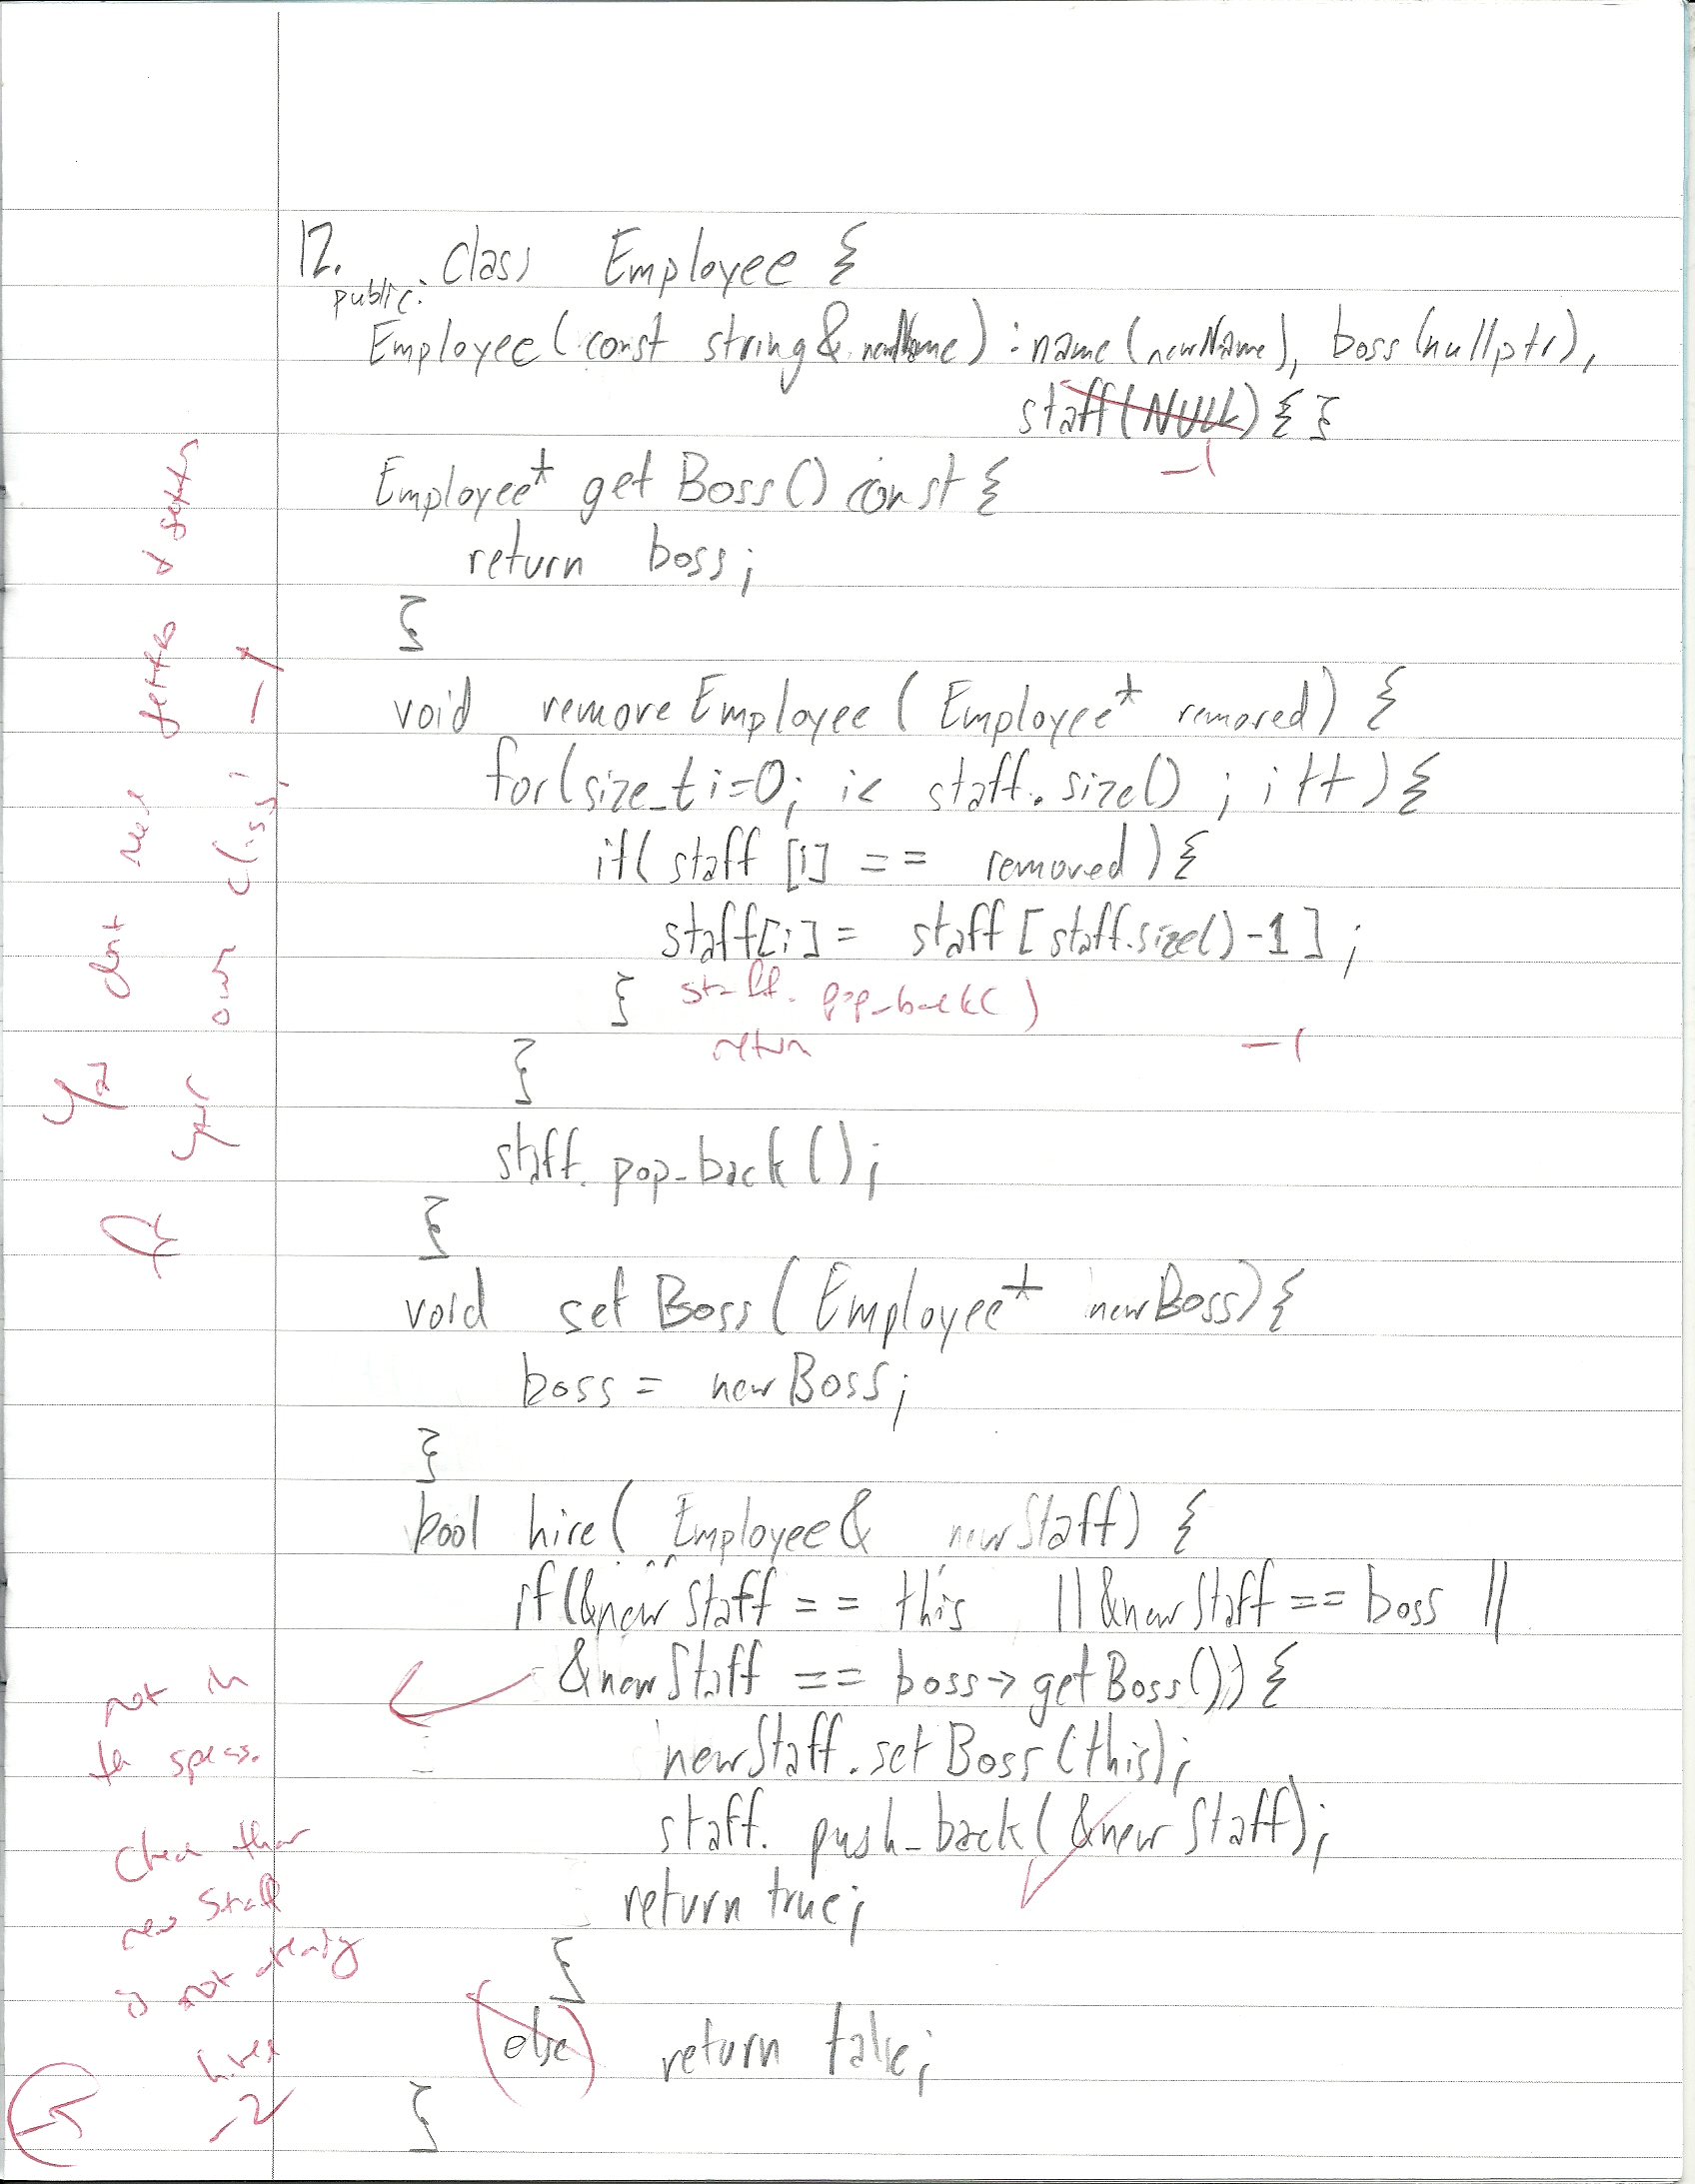 12. class Employee {
public:
Employee(const string& newName) : name(newName), boss(nullptr),
staff(NULL) { }
-1
Employee* getBoss() const {
return boss;
}
void removeEmployee(Employee* removed) {
for(size_t i=0; i< staff.size(); i++) {
if(staff[i] == removed) {
staff[i] = staff[staff.size()-1];
} staff.pop_back()
return -1
}
staff.pop_back();
}
void setBoss(Employee* newBoss) {
boss = newBoss;
}
bool hire(Employee& newStaff) {
if(&newStaff == this || &newStaff == boss ||
&newStaff == boss->getBoss()) {
newStaff.setBoss(this);
staff.push_back(&newStaff);
return true;
}
else return false;
}
You dont need getters & setters
for your own class! -1
not in
the specs.
Check that
new Staff
is not already
hired
-2
-5